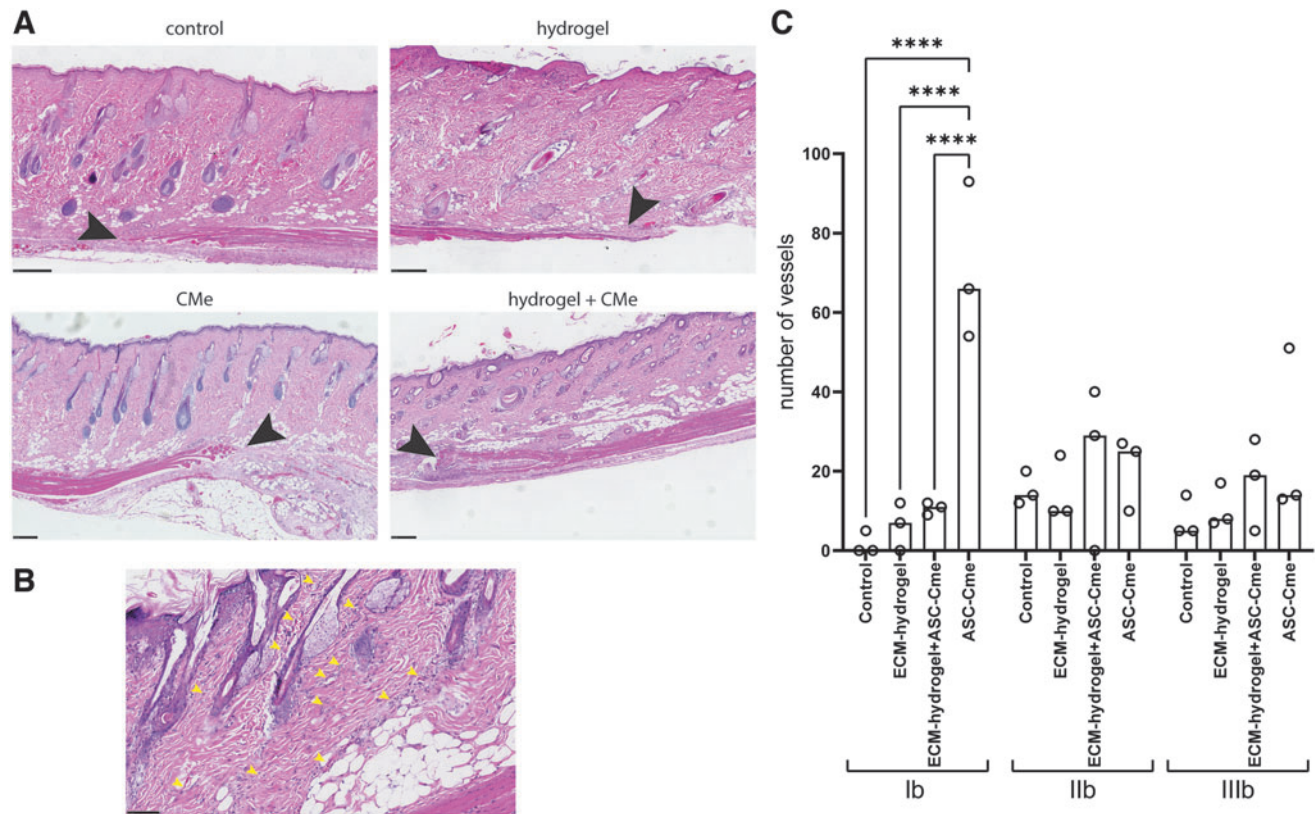 A
control
hydrogel
CMe
hydrogel + CMe
B
C
****
****
****
number of vessels
100
80
60
40
20
0
Control
ECM-hydrogel
ECM-hydrogel+ASC-Cme
ASC-Cme
Control
ECM-hydrogel
ECM-hydrogel+ASC-Cme
ASC-Cme
Control
ECM-hydrogel
ECM-hydrogel+ASC-Cme
ASC-Cme
Ib
IIb
IIIb